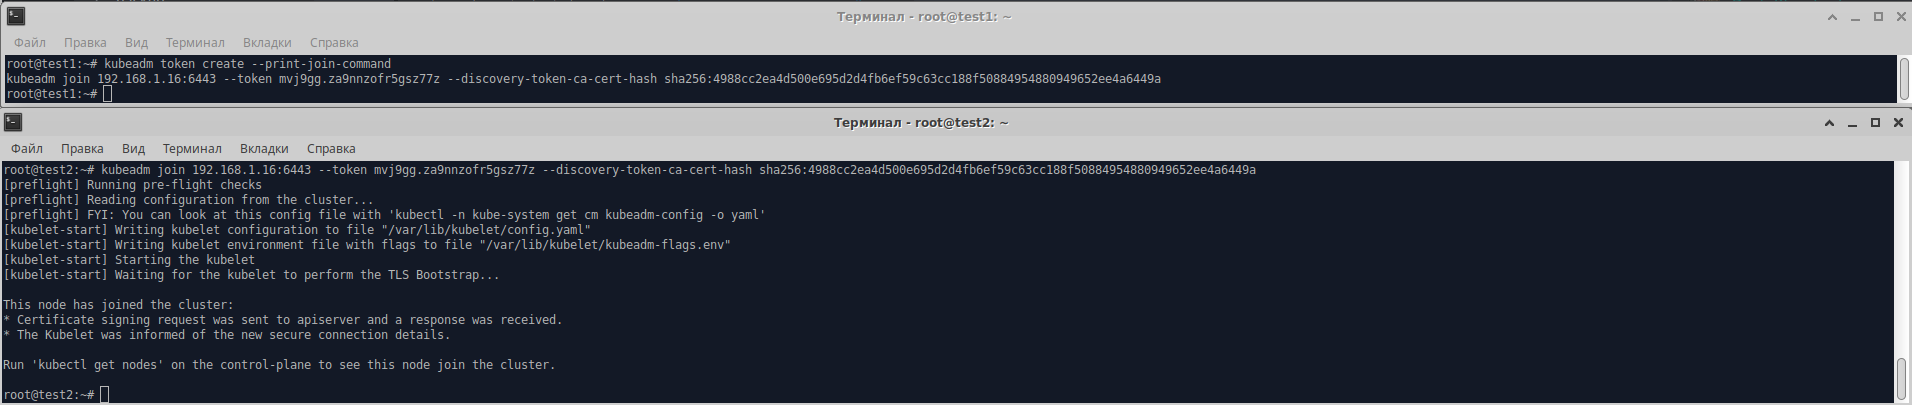 Терминал - root@test1: ~
Файл Правка Вид Терминал Вкладки Справка
root@test1:~# kubeadm token create --print-join-command
kubeadm join 192.168.1.16:6443 --token mvj9gg.za9nnzofr5gsz77z --discovery-token-ca-cert-hash sha256:4988cc2ea4d500e695d2d4fb6ef59c63cc188f50884954880949652ee4a6449a
root@test1:~#
Терминал - root@test2: ~
Файл Правка Вид Терминал Вкладки Справка
root@test2:~# kubeadm join 192.168.1.16:6443 --token mvj9gg.za9nnzofr5gsz77z --discovery-token-ca-cert-hash sha256:4988cc2ea4d500e695d2d4fb6ef59c63cc188f50884954880949652ee4a6449a
[preflight] Running pre-flight checks
[preflight] Reading configuration from the cluster...
[preflight] FYI: You can look at this config file with 'kubectl -n kube-system get cm kubeadm-config -o yaml'
[kubelet-start] Writing kubelet configuration to file "/var/lib/kubelet/config.yaml"
[kubelet-start] Writing kubelet environment file with flags to file "/var/lib/kubelet/kubeadm-flags.env"
[kubelet-start] Starting the kubelet
[kubelet-start] Waiting for the kubelet to perform the TLS Bootstrap...
This node has joined the cluster:
* Certificate signing request was sent to apiserver and a response was received.
* The Kubelet was informed of the new secure connection details.
Run 'kubectl get nodes' on the control-plane to see this node join the cluster.
root@test2:~#